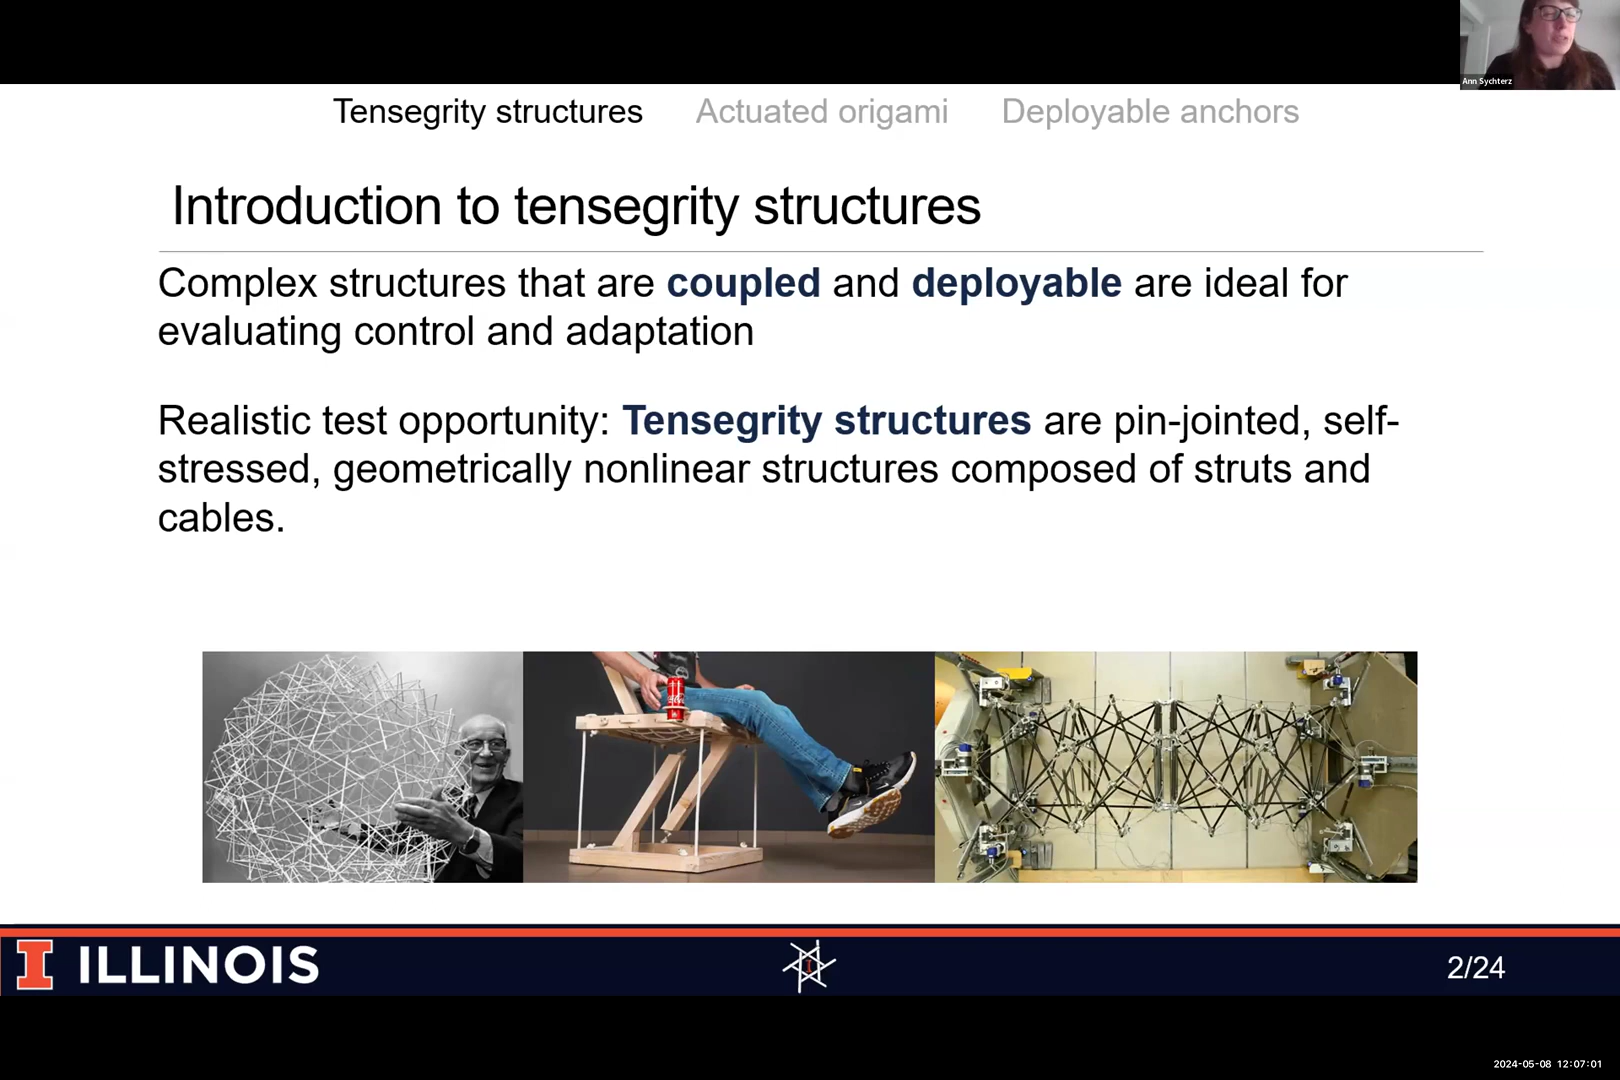 Ann Sychterz
Tensegrity structures Actuated origami Deployable anchors
Introduction to tensegrity structures
Complex structures that are coupled and deployable are ideal for
evaluating control and adaptation
Realistic test opportunity: Tensegrity structures are pin-jointed, self-
stressed, geometrically nonlinear structures composed of struts and
cables.
I ILLINOIS
2/24
2024-05-08 12:07:01